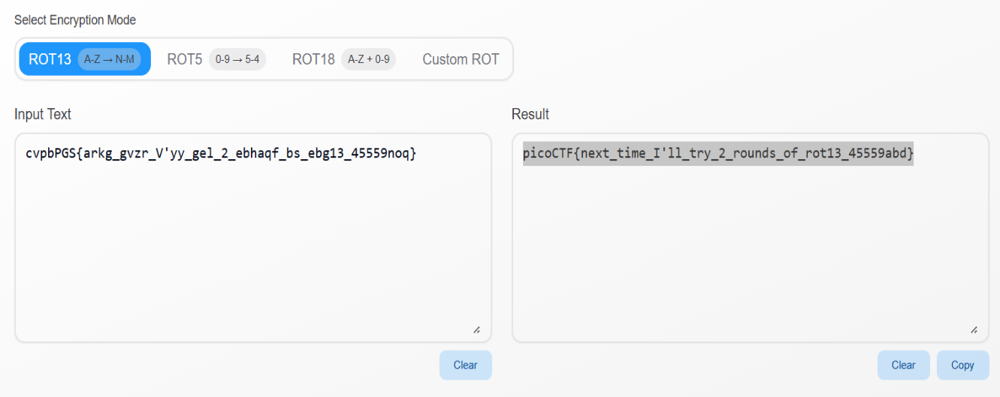 Select Encryption Mode
ROT13 A-Z → N-M ROT5 0-9 → 5-4 ROT18 A-Z + 0-9 Custom ROT
Input Text
cvpbPGS{arkg_gvzr_V'yy_gel_2_ebhaqf_bs_ebg13_45559noq}
Clear
Result
picoCTF{next_time_I'll_try_2_rounds_of_rot13_45559abd}
Clear Copy